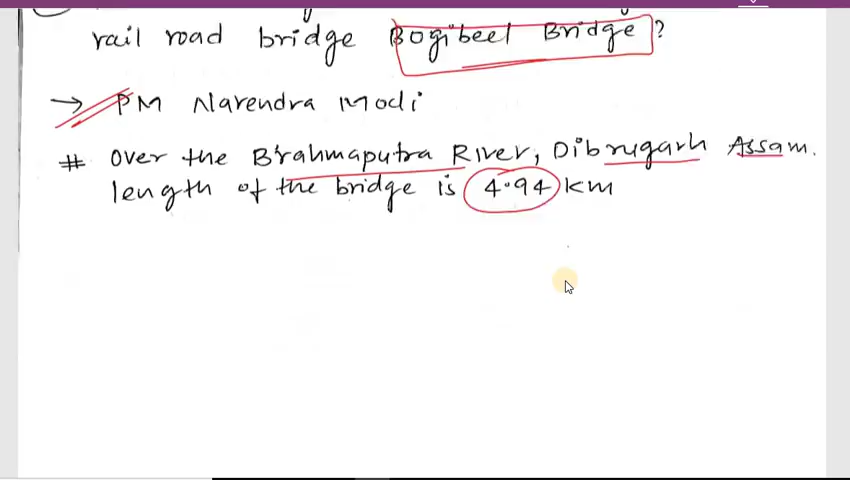 rail road bridge Bogibeel Bridge?
→ PM Narendra Modi
# Over the Brahmaputra River, Dibrugarh Assam.
length of the bridge is 4.94 km